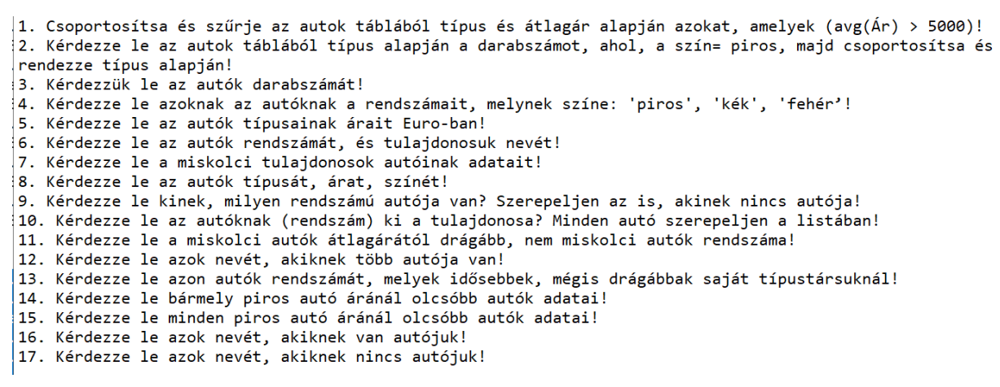 1. Csoportosítsa és szűrje az autok táblából típus és átlagár alapján azokat, amelyek (avg(Ár) > 5000)!
2. Kérdezze le az autok táblából típus alapján a darabszámot, ahol, a szín= piros, majd csoportosítsa és
rendezze típus alapján!
3. Kérdezzük le az autók darabszámát!
4. Kérdezze le azoknak az autóknak a rendszámait, melynek színe: 'piros', 'kék', 'fehér’!
5. Kérdezze le az autók típusainak árait Euro-ban!
6. Kérdezze le az autók rendszámát, és tulajdonosuk nevét!
7. Kérdezze le a miskolci tulajdonosok autóinak adatait!
8. Kérdezze le az autók típusát, árat, színét!
9. Kérdezze le kinek, milyen rendszámú autója van? Szerepeljen az is, akinek nincs autója!
10. Kérdezze le az autóknak (rendszám) ki a tulajdonosa? Minden autó szerepeljen a listában!
11. Kérdezze le a miskolci autók átlagárától drágább, nem miskolci autók rendszáma!
12. Kérdezze le azok nevét, akiknek több autója van!
13. Kérdezze le azon autók rendszámát, melyek idősebbek, mégis drágábbak saját típustársuknál!
14. Kérdezze le bármely piros autó áránál olcsóbb autók adatai!
15. Kérdezze le minden piros autó áránál olcsóbb autók adatai!
16. Kérdezze le azok nevét, akiknek van autójuk!
17. Kérdezze le azok nevét, akiknek nincs autójuk!